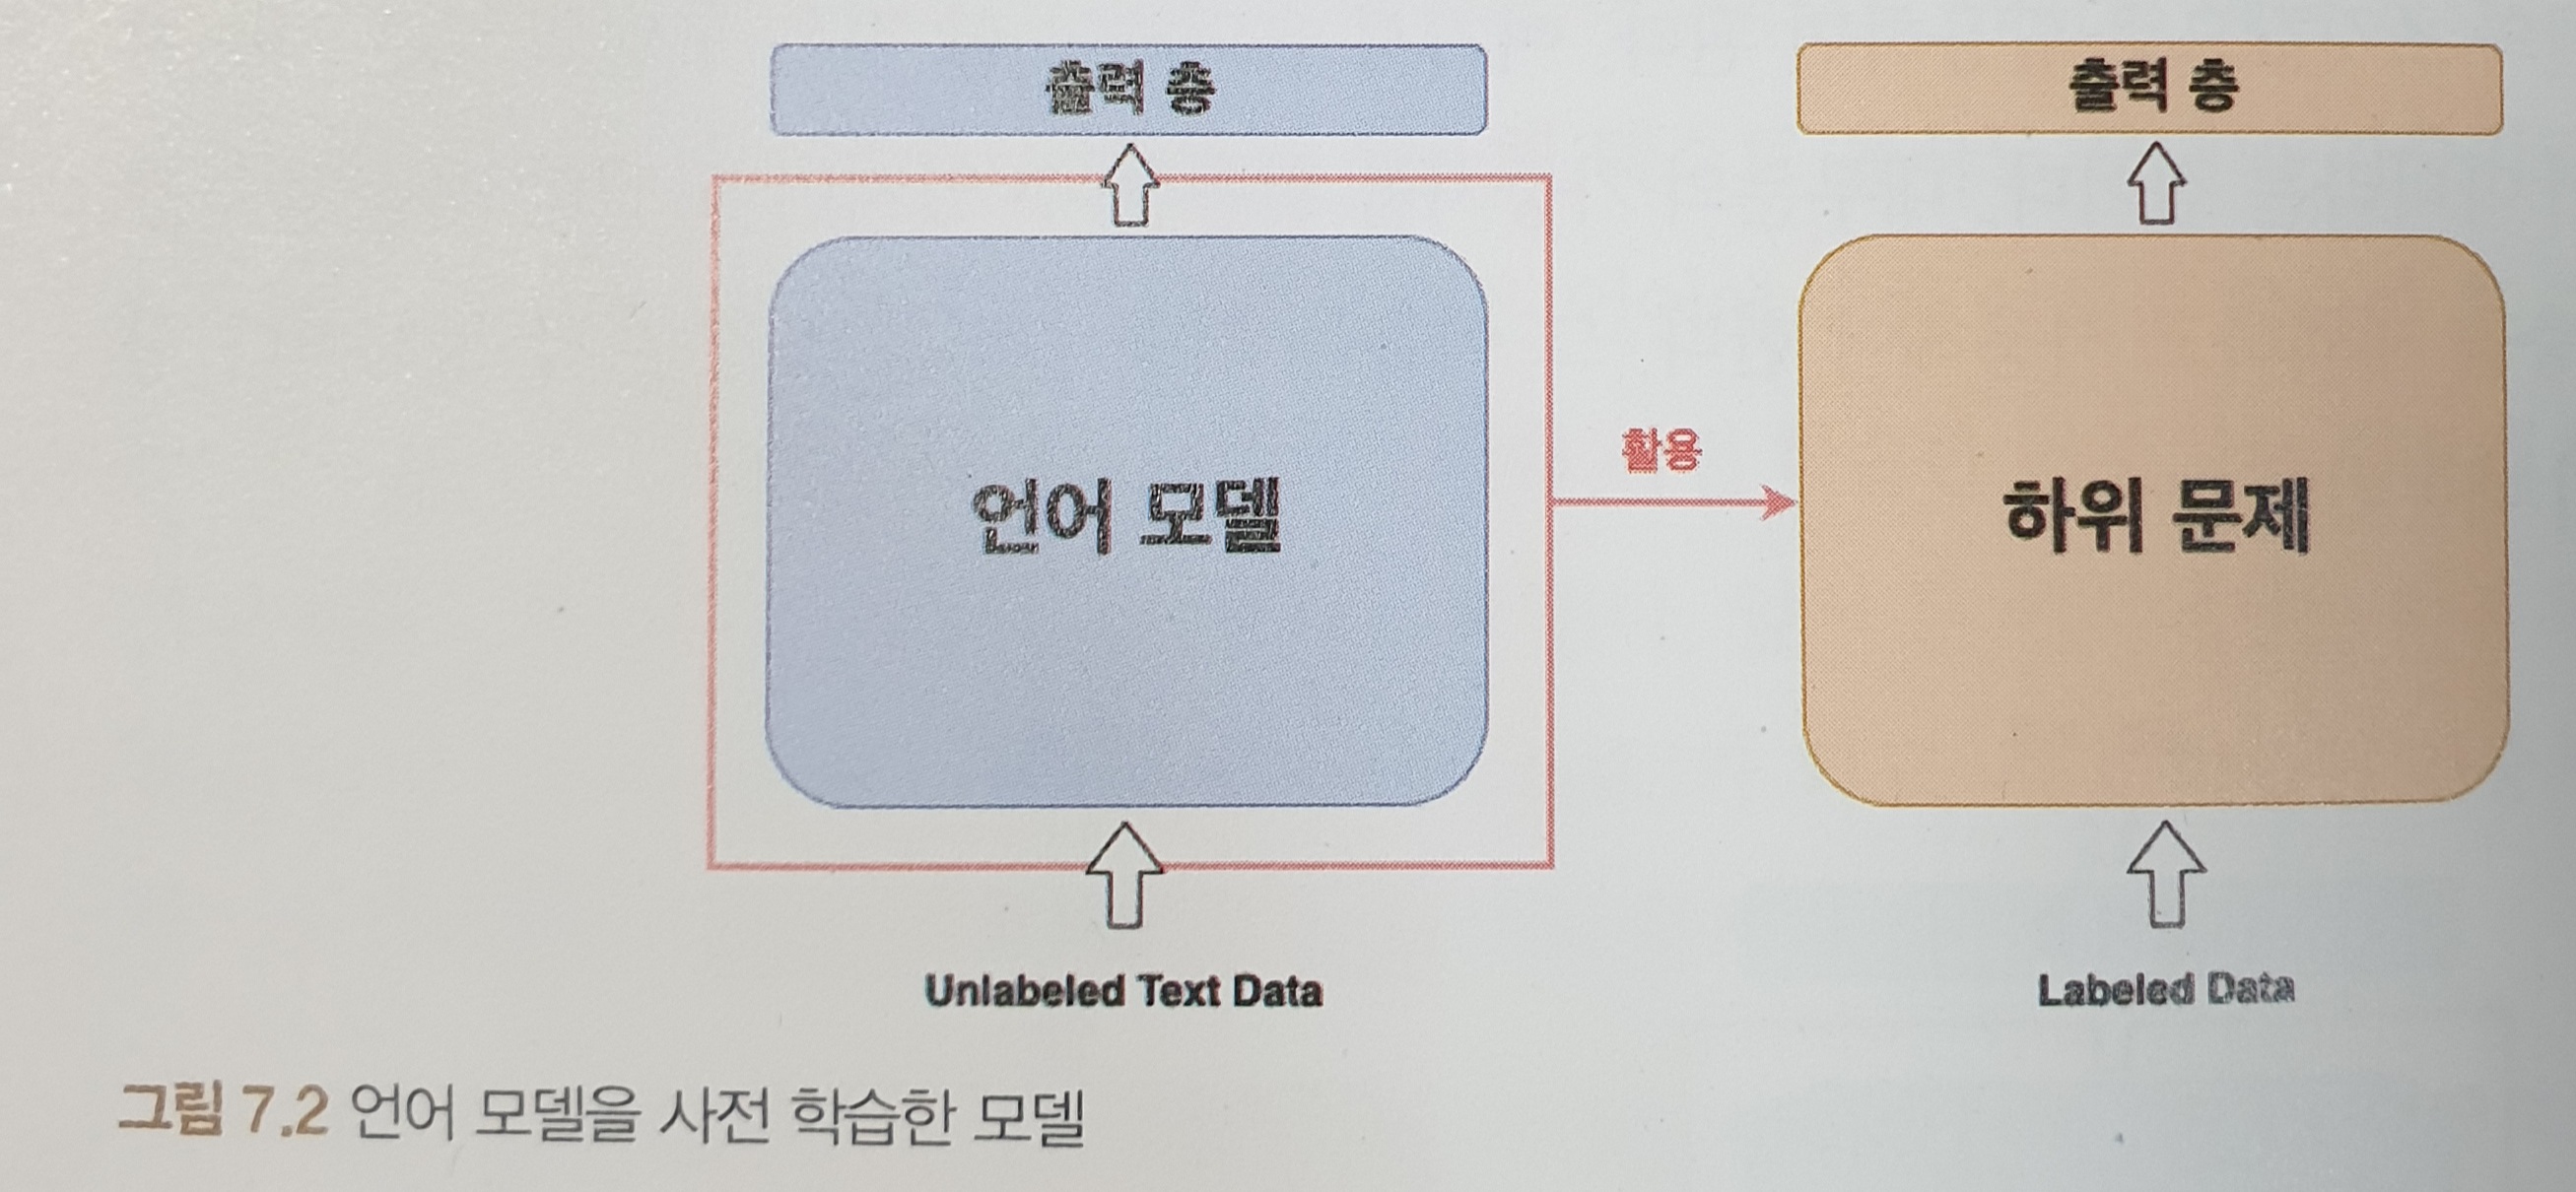 출력 층
출력 층
언어 모델
활용
하위 문제
Unlabeled Text Data
Labeled Data
그림 7.2 언어 모델을 사전 학습한 모델